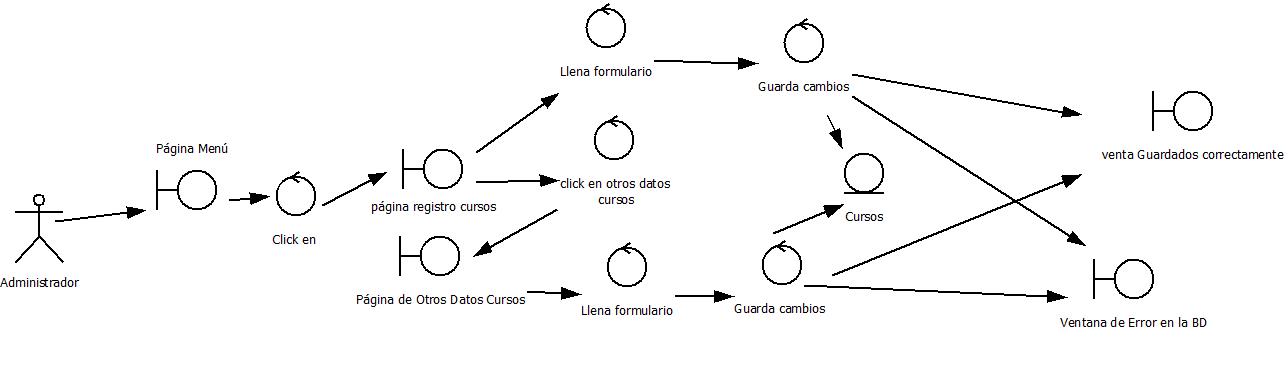 Llena formulario
Guarda cambios
Página Menú
venta Guardados correctamente
click en otros datos
cursos
página registro cursos
Cursos
Click en
Administrador
Página de Otros Datos Cursos
Llena formulario
Guarda cambios
Ventana de Error en la BD